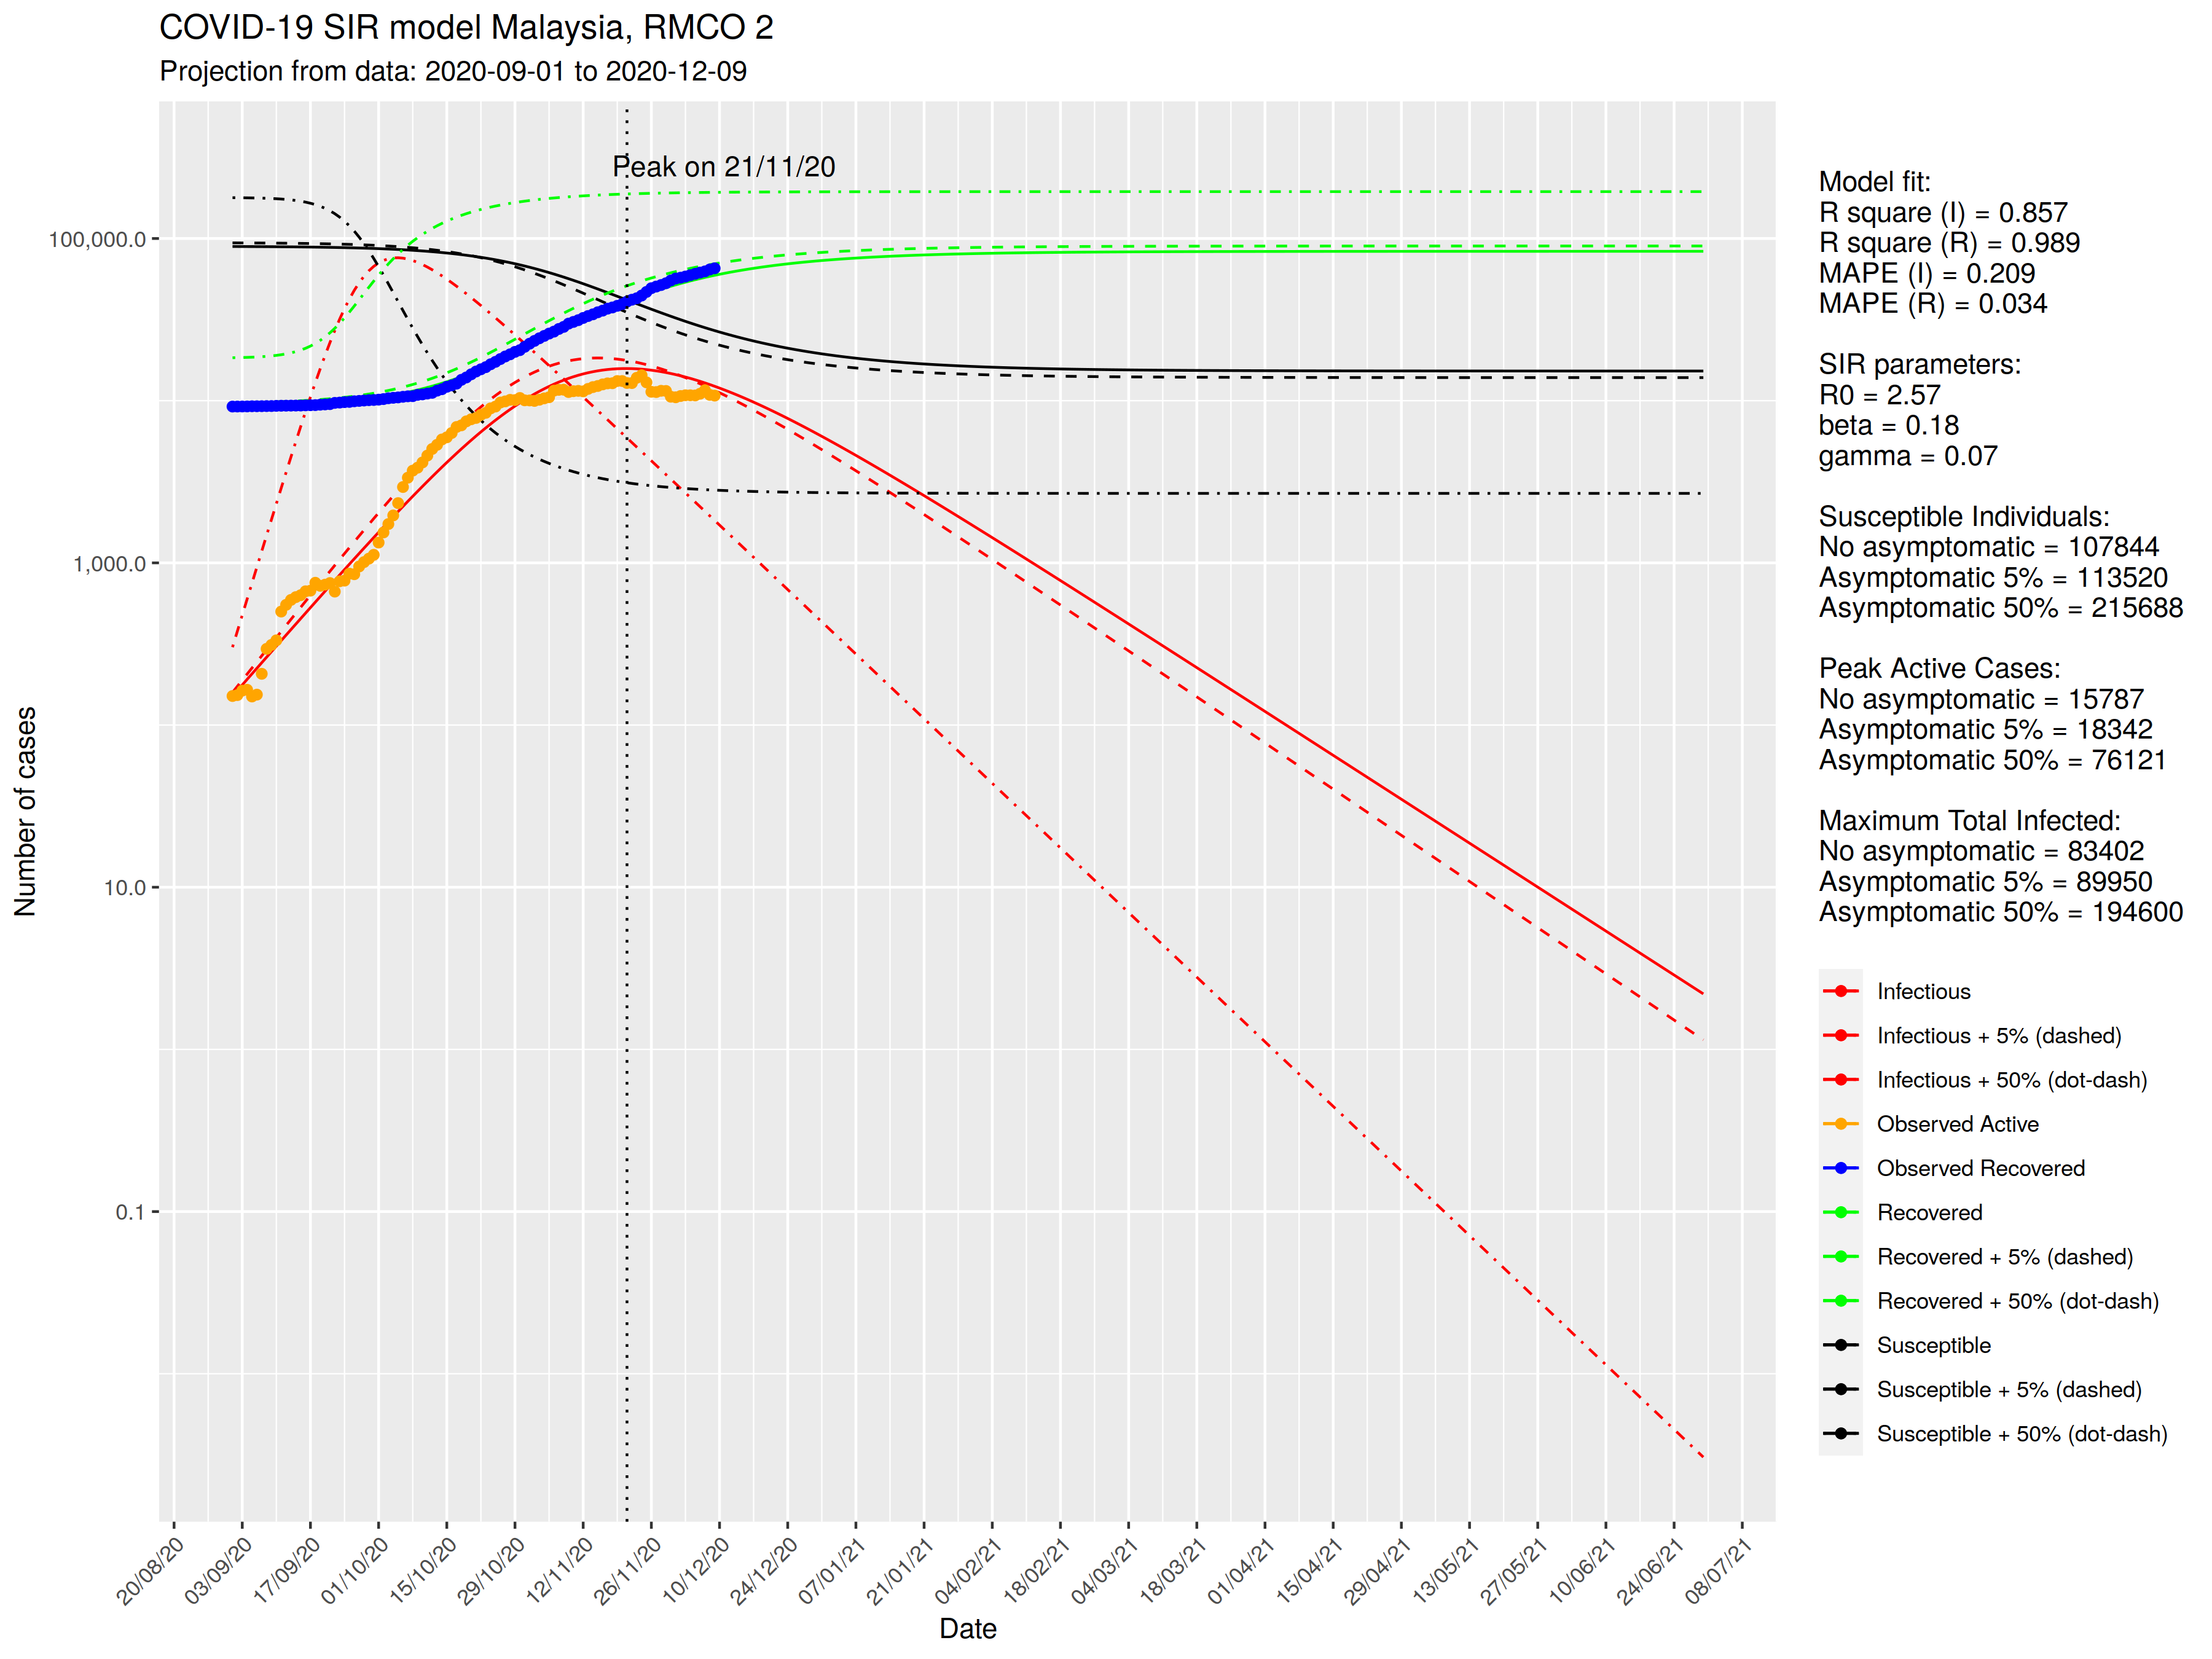 COVID-19 SIR model Malaysia, RMCO 2
Projection from data: 2020-09-01 to 2020-12-09
Peak on 21/11/20
100,000.0
1,000.0
10.0
0.1
Number of cases
20/08/20
03/09/20
17/09/20
01/10/20
15/10/20
29/10/20
12/11/20
26/11/20
10/12/20
24/12/20
07/01/21
21/01/21
04/02/21
18/02/21
04/03/21
18/03/21
01/04/21
15/04/21
29/04/21
13/05/21
27/05/21
10/06/21
24/06/21
08/07/21
Date
Model fit:
R square (I) = 0.857
R square (R) = 0.989
MAPE (I) = 0.209
MAPE (R) = 0.034
SIR parameters:
R0 = 2.57
beta = 0.18
gamma = 0.07
Susceptible Individuals:
No asymptomatic = 107844
Asymptomatic 5% = 113520
Asymptomatic 50% = 215688
Peak Active Cases:
No asymptomatic = 15787
Asymptomatic 5% = 18342
Asymptomatic 50% = 76121
Maximum Total Infected:
No asymptomatic = 83402
Asymptomatic 5% = 89950
Asymptomatic 50% = 194600
Infectious
Infectious + 5% (dashed)
Infectious + 50% (dot-dash)
Observed Active
Observed Recovered
Recovered
Recovered + 5% (dashed)
Recovered + 50% (dot-dash)
Susceptible
Susceptible + 5% (dashed)
Susceptible + 50% (dot-dash)